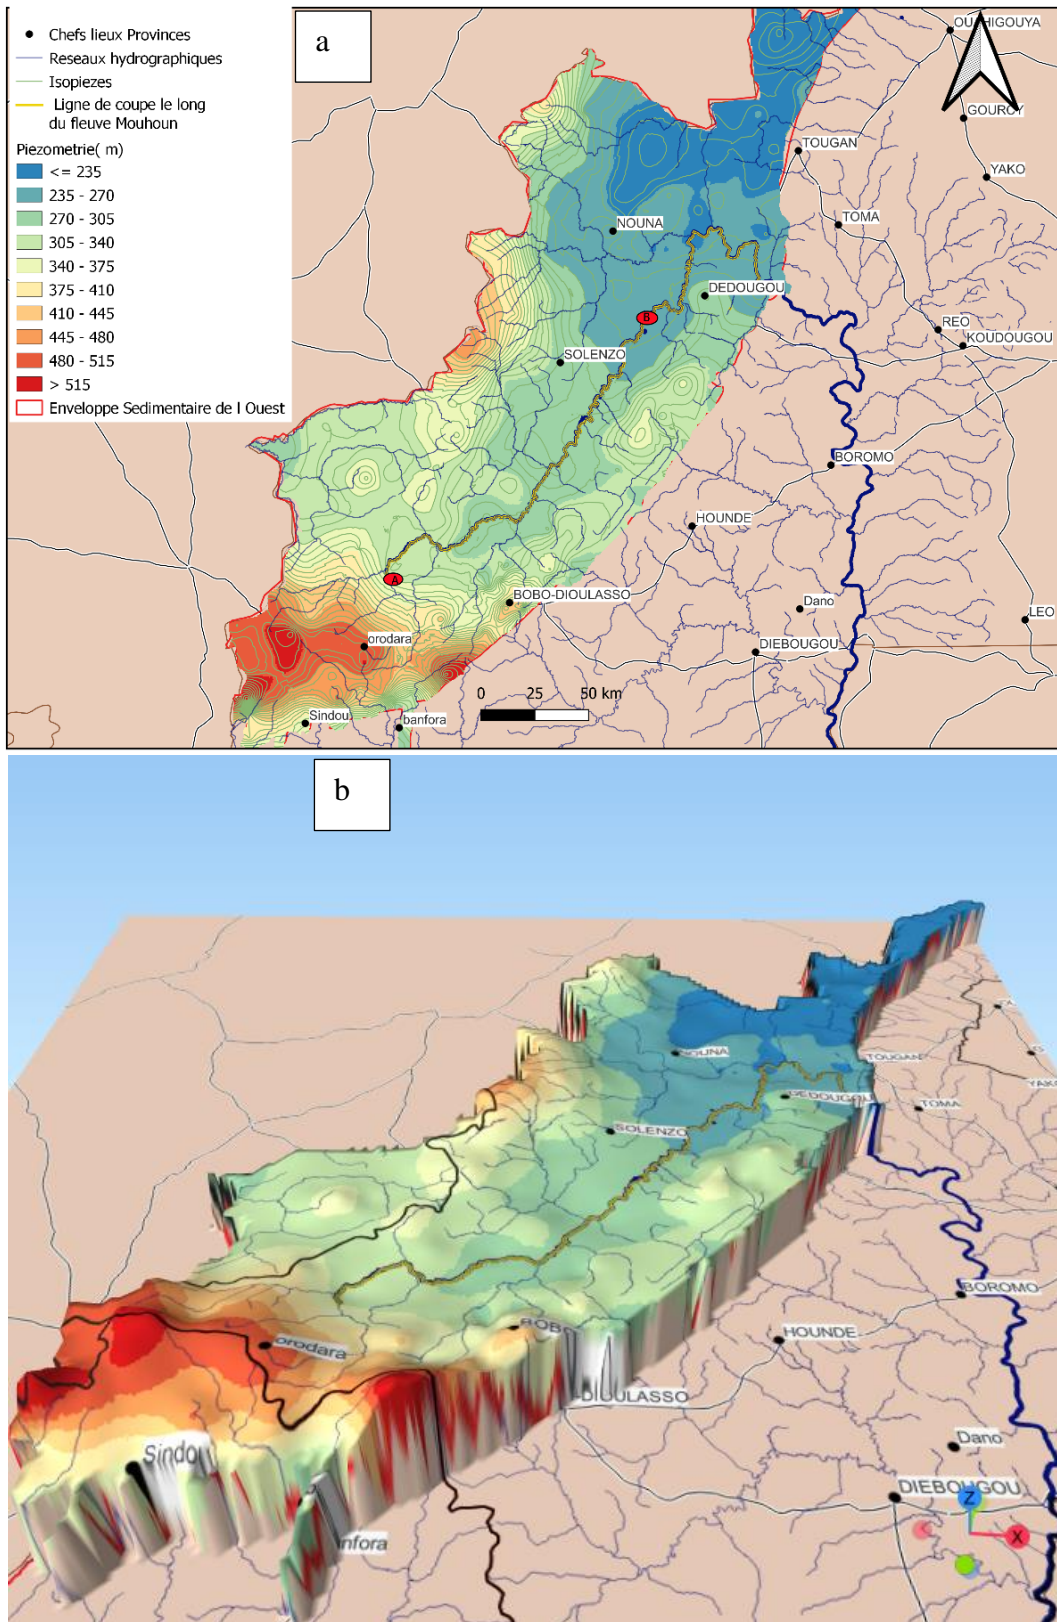 a
Chefs lieux Provinces
Reseaux hydrographiques
Isopiezes
Ligne de coupe le long
du fleuve Mouhoun
Piezometrie( m)
<= 235
235 - 270
270 - 305
305 - 340
340 - 375
375 - 410
410 - 445
445 - 480
480 - 515
> 515
Enveloppe Sedimentaire de l Ouest
GOURCY
TOUGAN
YAKO
TOMA
NOUNA
DEDOUGOU
B
REO
KOUDOUGOU
SOLENZO
BOROMO
HOUNDE
A
BOBO-DIOULASSO
Dano
LEO
orodara
DIEBOUGOU
0 25 50 km
Sindou
banfora
b
NOUNA
TOUGAN
DEDOUGOU
TOMA
SOLENZO
BOROMO
BOBO
HOUNDE
orodara
-DIOULASSO
Dano
Sindou
DIEBOUGOU
Z
X
nfora